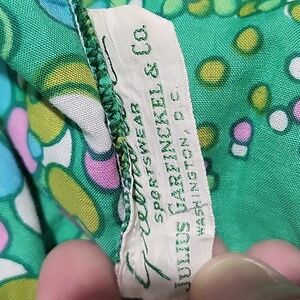 Greenbrier
SPORTSWEAR
JULIUS GARFINCKEL & CO.
WASHINGTON, D.C.